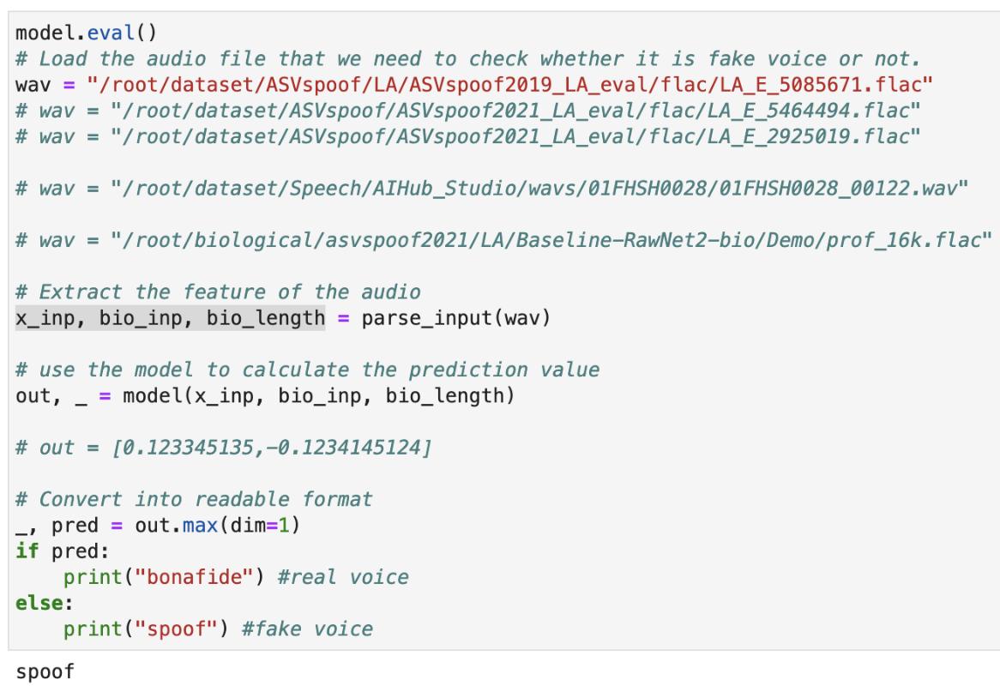 model.eval()
# Load the audio file that we need to check whether it is fake voice or not.
wav = "/root/dataset/ASVspoof/LA/ASVspoof2019_LA_eval/flac/LA_E_5085671.flac"
# wav = "/root/dataset/ASVspoof/ASVspoof2021_LA_eval/flac/LA_E_5464494.flac"
# wav = "/root/dataset/ASVspoof/ASVspoof2021_LA_eval/flac/LA_E_2925019.flac"
# wav = "/root/dataset/Speech/AIHub_Studio/wavs/01FHSH0028/01FHSH0028_00122.wav"
# wav = "/root/biological/asvspoof2021/LA/Baseline-RawNet2-bio/Demo/prof_16k.flac"
# Extract the feature of the audio
x_inp, bio_inp, bio_length = parse_input(wav)
# use the model to calculate the prediction value
out, _ = model(x_inp, bio_inp, bio_length)
# out = [0.123345135,-0.1234145124]
# Convert into readable format
_, pred = out.max(dim=1)
if pred:
    print("bonafide") #real voice
else:
    print("spoof") #fake voice
spoof